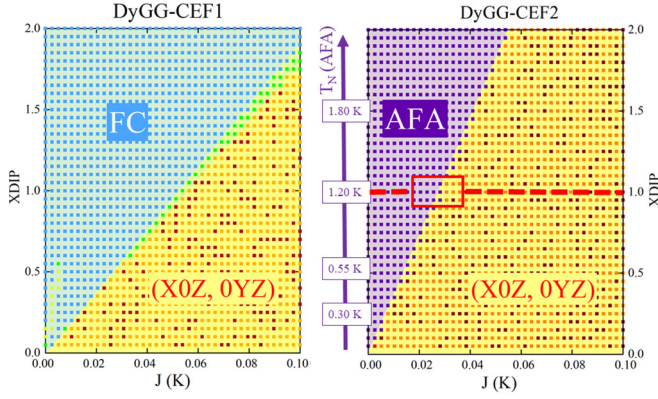 DyGG-CEF1
2.0
1.5
1.0
0.5
0.0
XDIP
FC
(X0Z, 0YZ)
0.00
0.02
0.04
0.06
0.08
0.10
J (K)
DyGG-CEF2
T_N (AFA)
1.80 K
1.20 K
0.55 K
0.30 K
AFA
(X0Z, 0YZ)
2.0
1.5
1.0
0.5
0.0
XDIP
0.00
0.02
0.04
0.06
0.08
0.10
J (K)